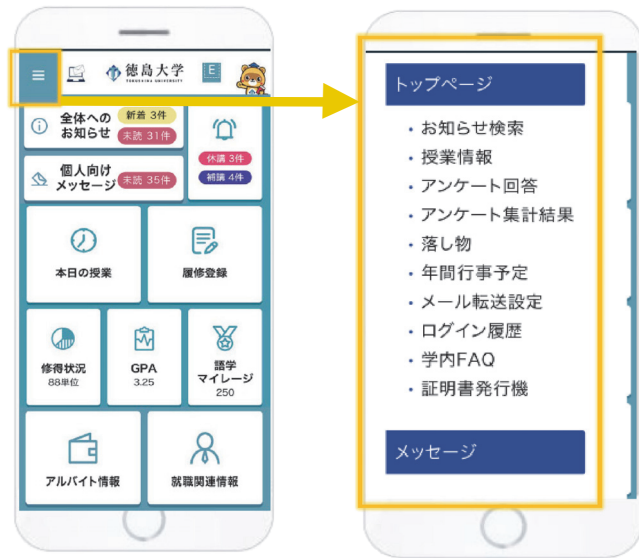 徳島大学
TOKUSHIMA UNIVERSITY
E
全体への
お知らせ
新着 3件
未読 31件
個人向け
メッセージ
未読 35件
休講 3件
補講 4件
本日の授業
履修登録
修得状況
88単位
GPA
3.25
語学
マイレージ
250
アルバイト情報
就職関連情報
トップページ
・お知らせ検索
・授業情報
・アンケート回答
・アンケート集計結果
・落し物
・年間行事予定
・メール転送設定
・ログイン履歴
・学内FAQ
・証明書発行機
メッセージ